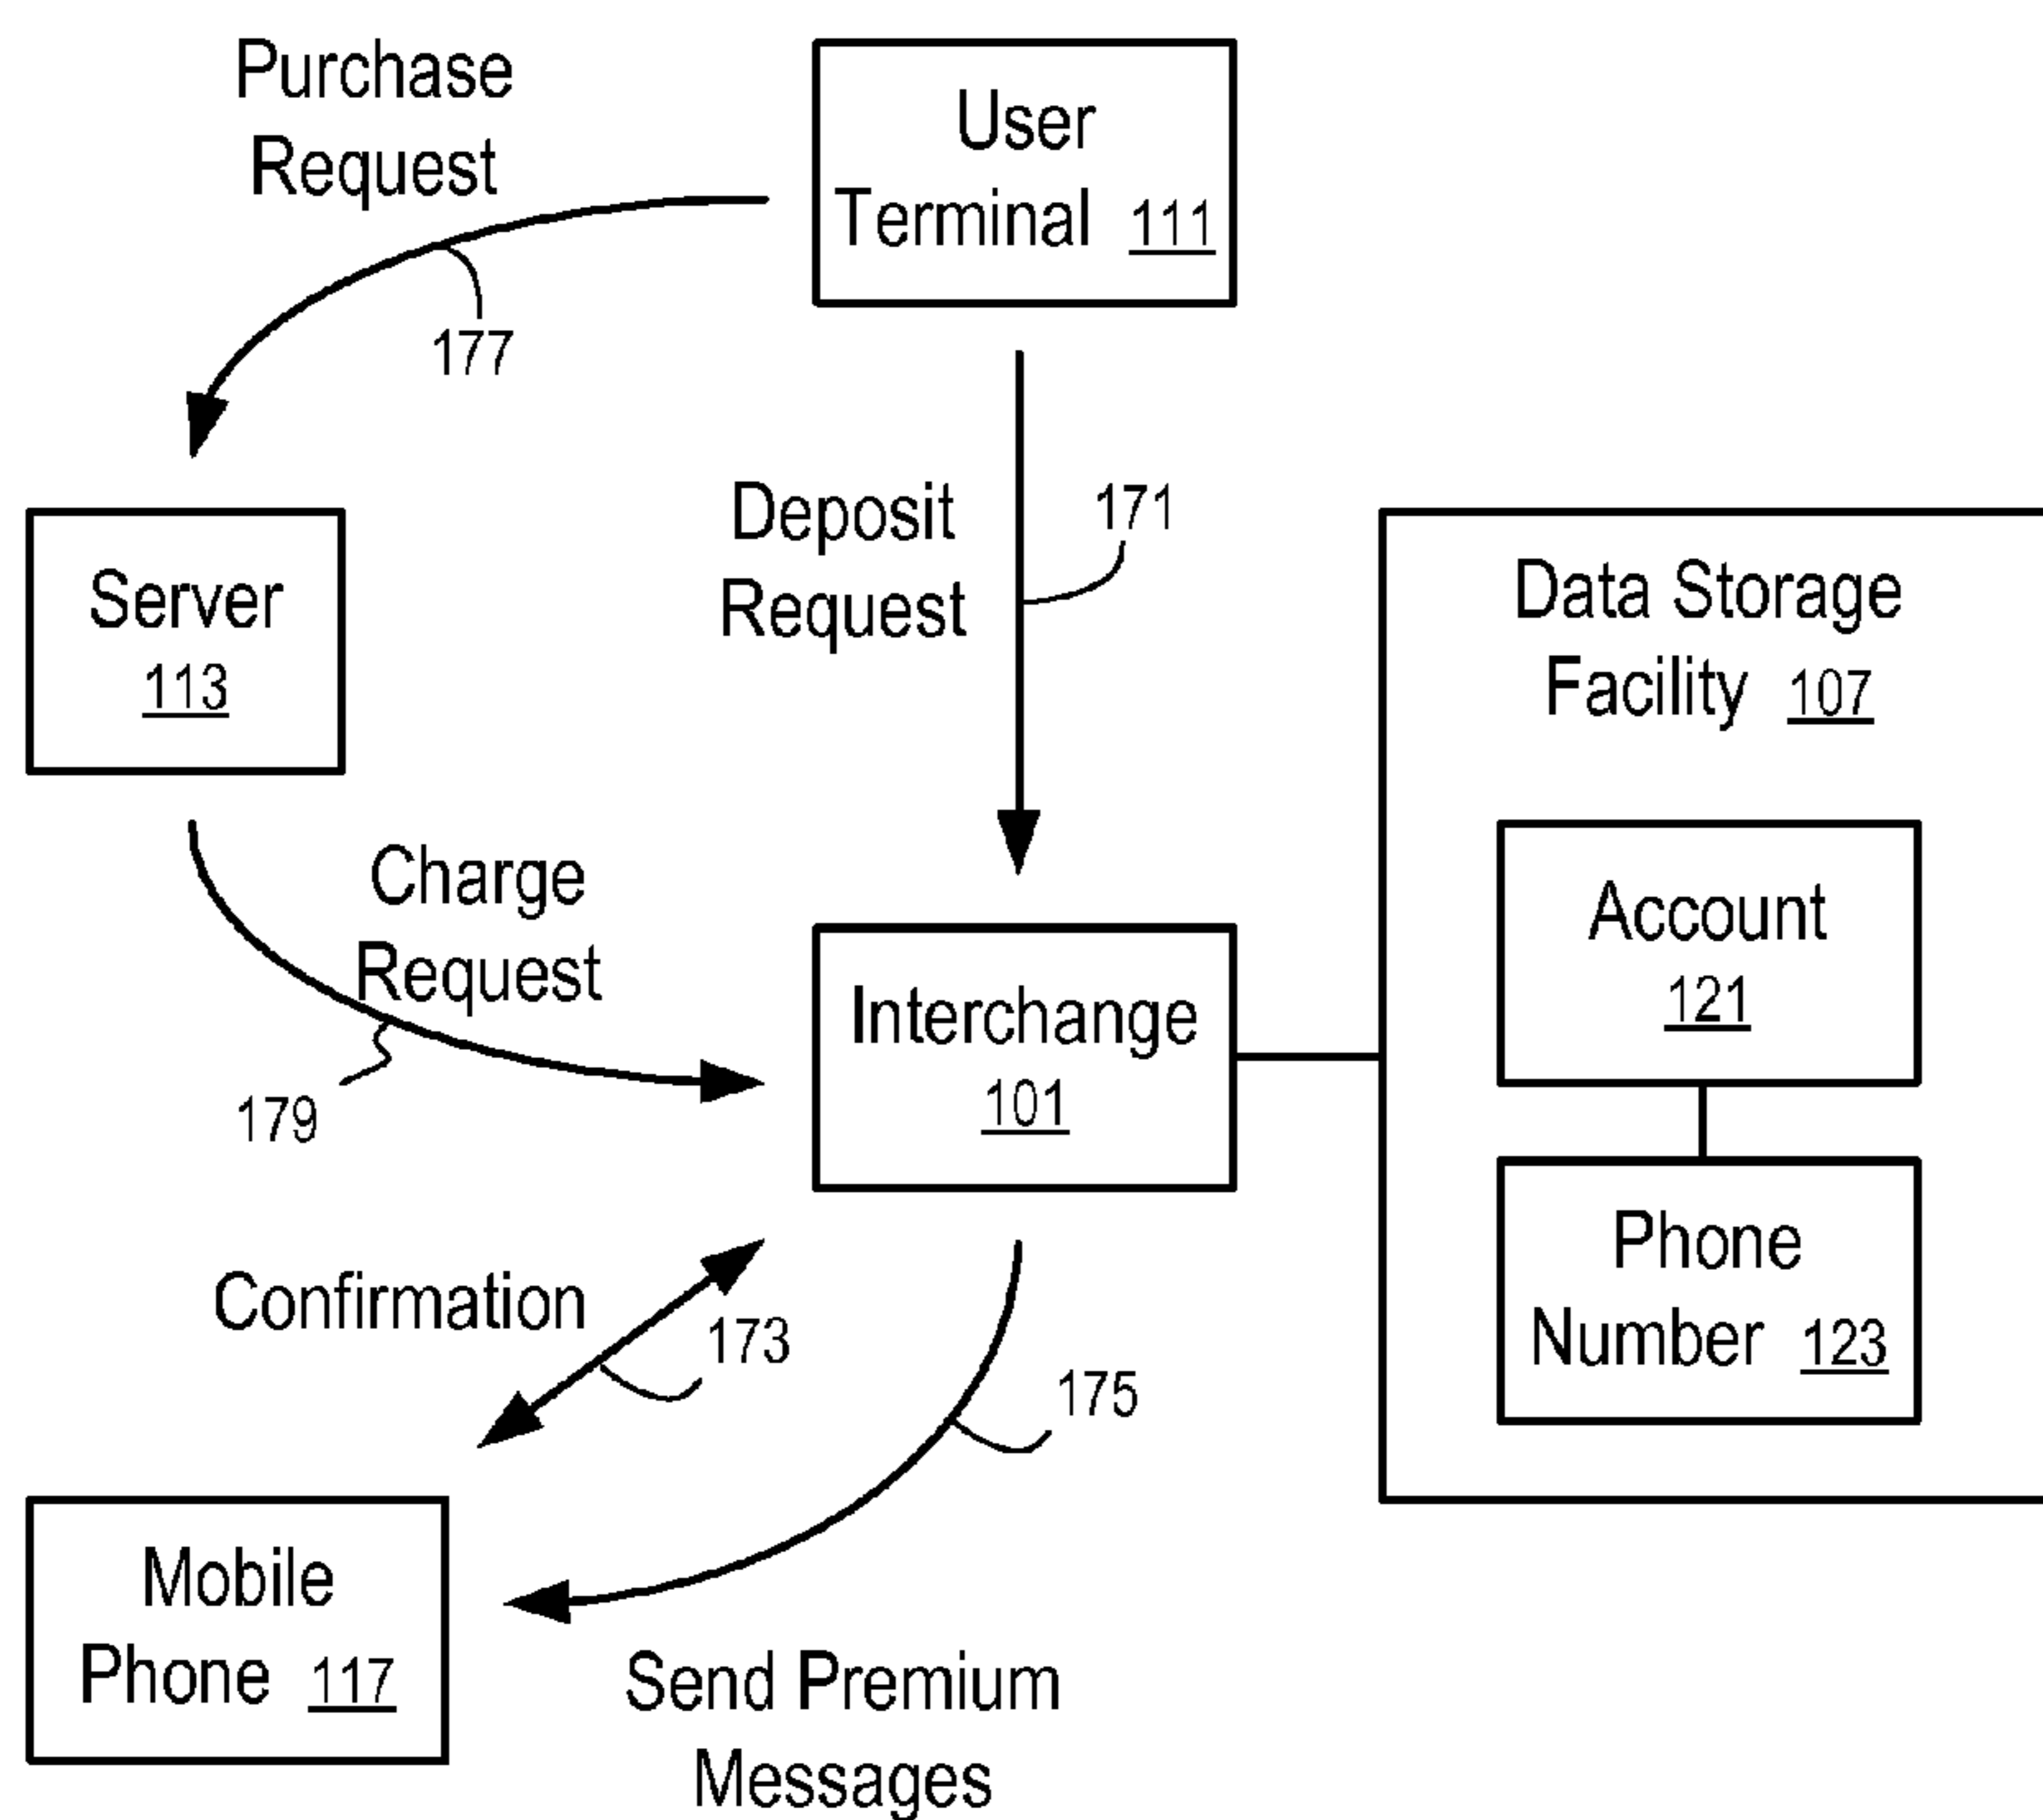 Purchase
Request
177
User
Terminal 111
Deposit
Request
171
Server
113
Data Storage
Facility 107
Charge
Request
179
Account
121
Interchange
101
Phone
Number 123
Confirmation
173
175
Mobile
Phone 117
Send Premium
Messages